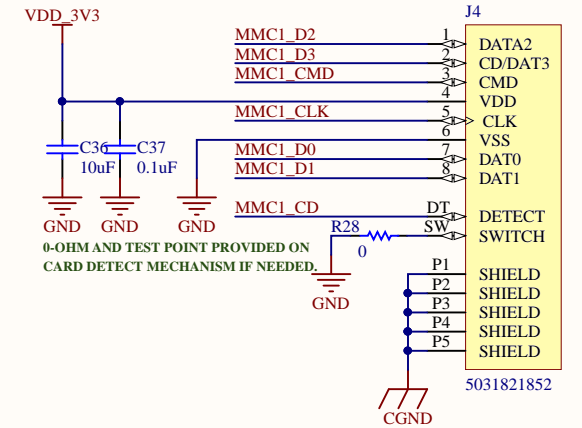 VDD_3V3
J4
MMC1_D2 1 DATA2
MMC1_D3 2 CD/DAT3
MMC1_CMD 3 CMD
4 VDD
MMC1_CLK 5 CLK
6 VSS
C36 C37
10uF 0.1uF
MMC1_D0 7 DAT0
MMC1_D1 8 DAT1
GND GND GND
MMC1_CD DT DETECT
R28 SW SWITCH
0
0-OHM AND TEST POINT PROVIDED ON
CARD DETECT MECHANISM IF NEEDED.
GND
P1 SHIELD
P2 SHIELD
P3 SHIELD
P4 SHIELD
P5 SHIELD
5031821852
CGND